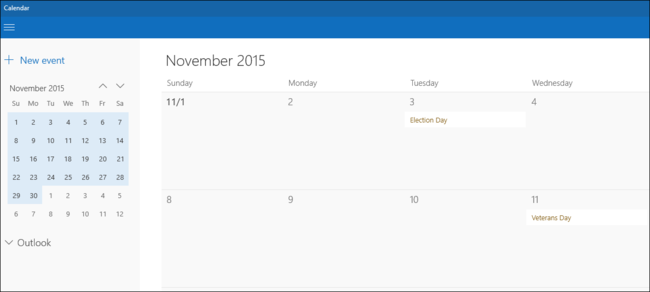 Calendar
+ New event
November 2015
Su Mo Tu We Th Fr Sa
1 2 3 4 5 6 7
8 9 10 11 12 13 14
15 16 17 18 19 20 21
22 23 24 25 26 27 28
29 30 1 2 3 4 5
6 7 8 9 10 11 12
Outlook
November 2015
Sunday Monday Tuesday Wednesday
11/1 2 3 4
Election Day
8 9 10 11
Veterans Day